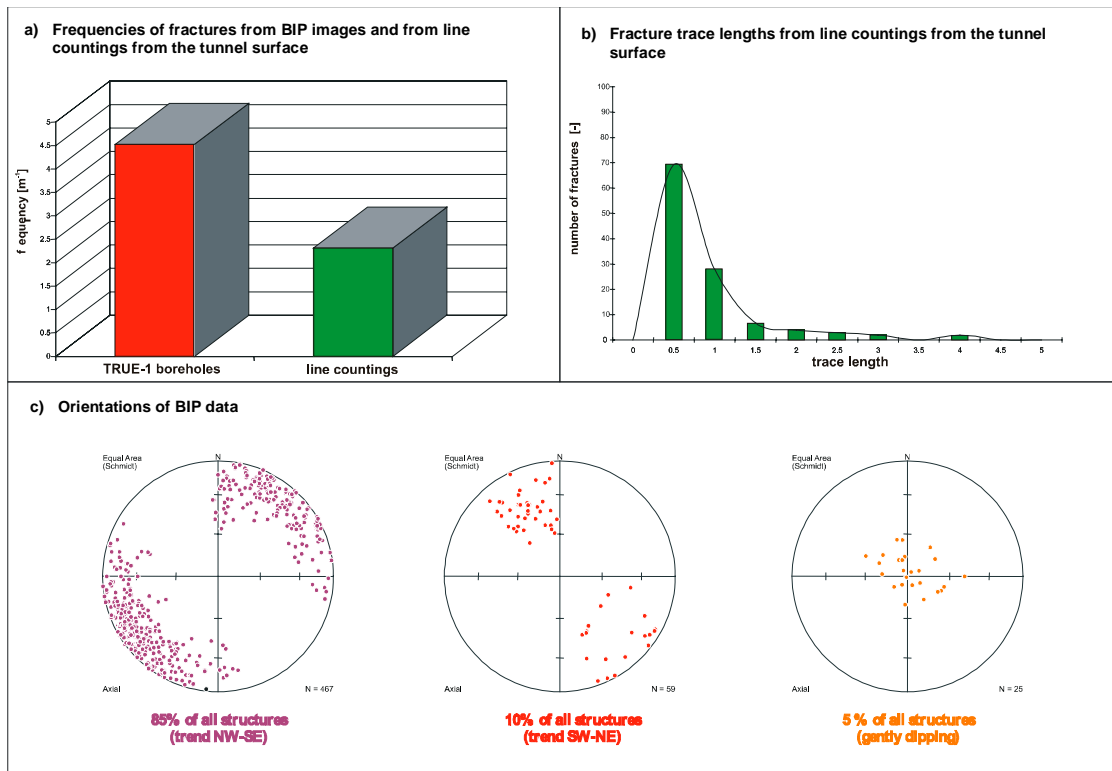 a) Frequencies of fractures from BIP images and from line
countings from the tunnel surface
5
4.5
4
3.5
3
2.5
2
1.5
1
0.5
0
f equency [m-1]
TRUE-1 boreholes
line countings
b) Fracture trace lengths from line countings from the tunnel
surface
100
90
80
70
60
50
40
30
20
10
0
number of fractures [-]
0 0.5 1 1.5 2 2.5 3 3.5 4 4.5 5
trace length
c) Orientations of BIP data
Equal Area
(Schmidt)
N
Axial
N = 467
85% of all structures
(trend NW-SE)
Equal Area
(Schmidt)
N
Axial
N = 59
10% of all structures
(trend SW-NE)
Equal Area
(Schmidt)
N
Axial
N = 25
5 % of all structures
(gently dipping)